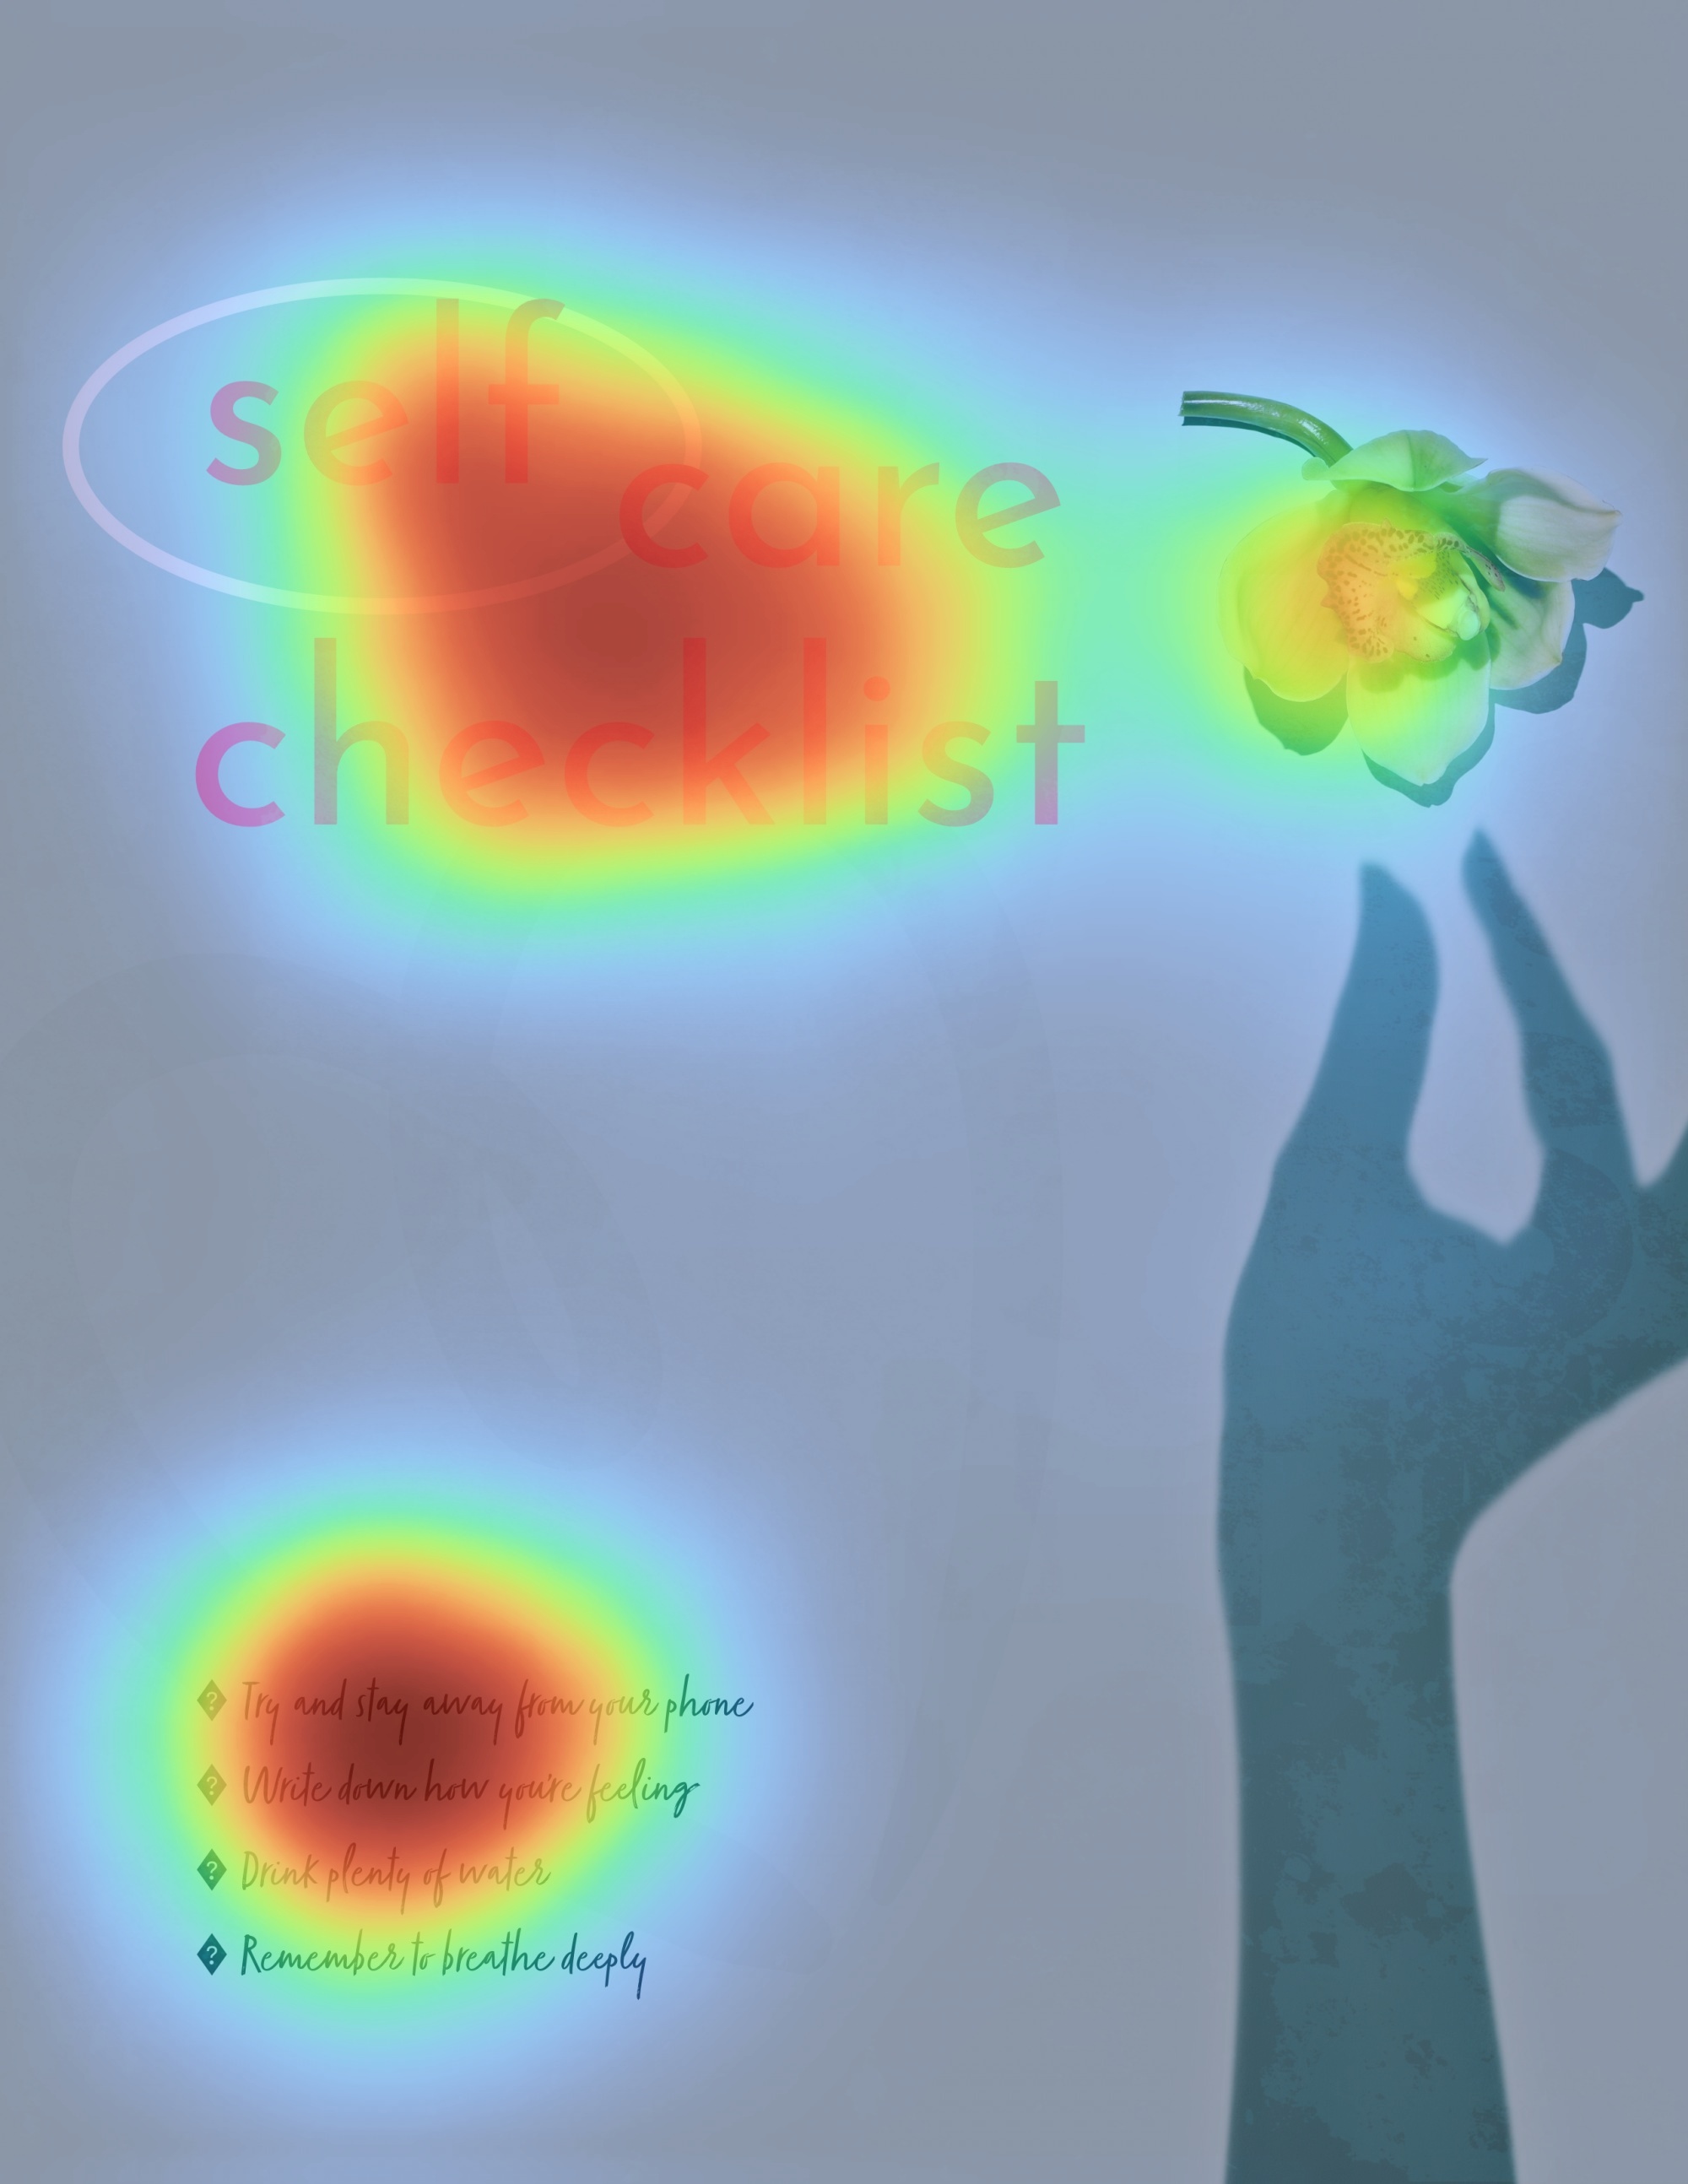 self
care
checklist
� Try and stay away from your phone
� Write down how you're feeling
� Drink plenty of water
� Remember to breathe deeply